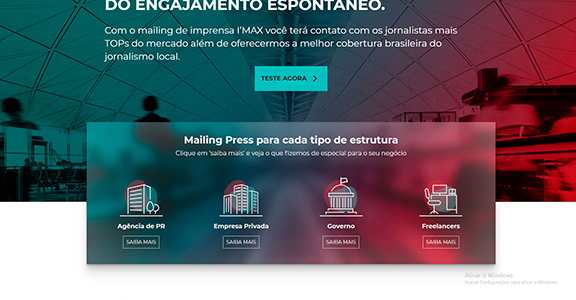 DO ENGAJAMENTO ESPONTÂNEO.
Com o mailing de imprensa I'MAX você terá contato com os jornalistas mais
TOPs do mercado além de oferecermos a melhor cobertura brasileira do
jornalismo local.
TESTE AGORA
Mailing Press para cada tipo de estrutura
Clique em 'saiba mais' e veja o que fizemos de especial para o seu negócio
Agência de PR
Empresa Privada
Governo
Freelancers
SAIBA MAIS
SAIBA MAIS
SAIBA MAIS
SAIBA MAIS
Ativar o Windows
Acesse Configurações para ativar o Windows.